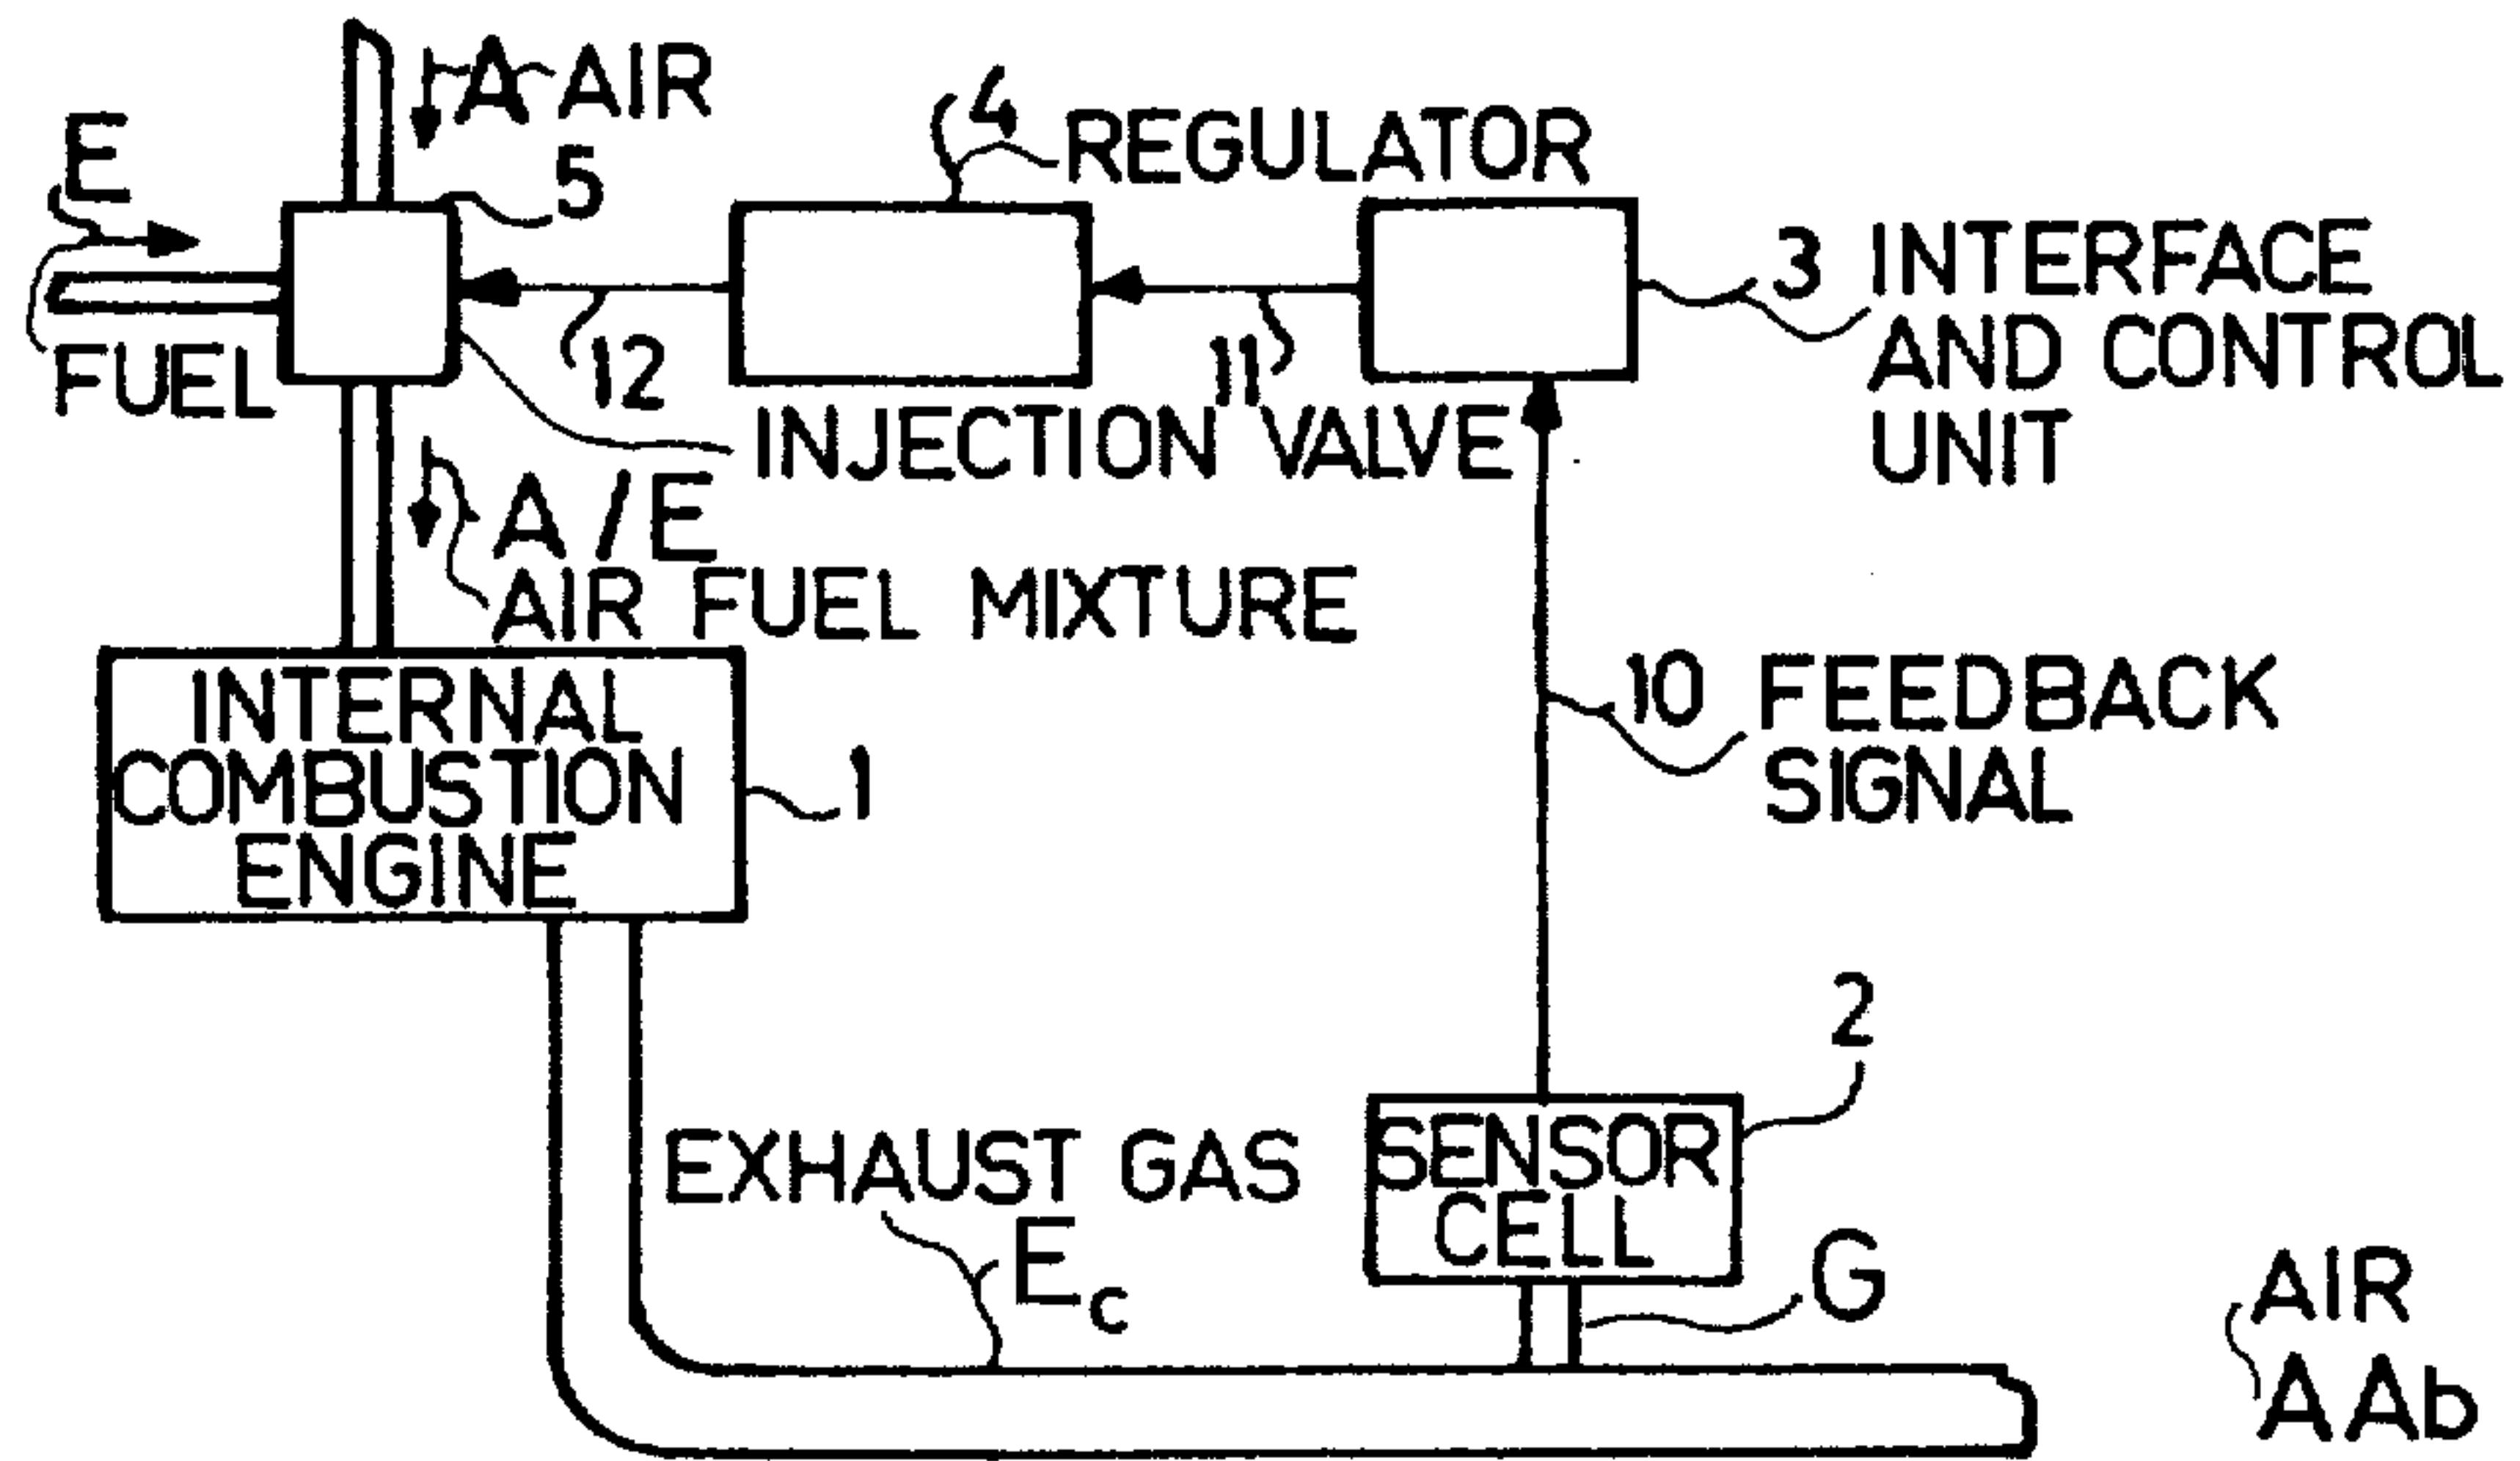 A AIR
E
5
4 REGULATOR
3 INTERFACE
AND CONTROL
UNIT
FUEL
12
11
INJECTION VALVE
A/E
AIR FUEL MIXTURE
INTERNAL
COMBUSTION
ENGINE
1
10 FEEDBACK
SIGNAL
2
EXHAUST GAS
Ec
SENSOR
CELL
G
AIR
AAb